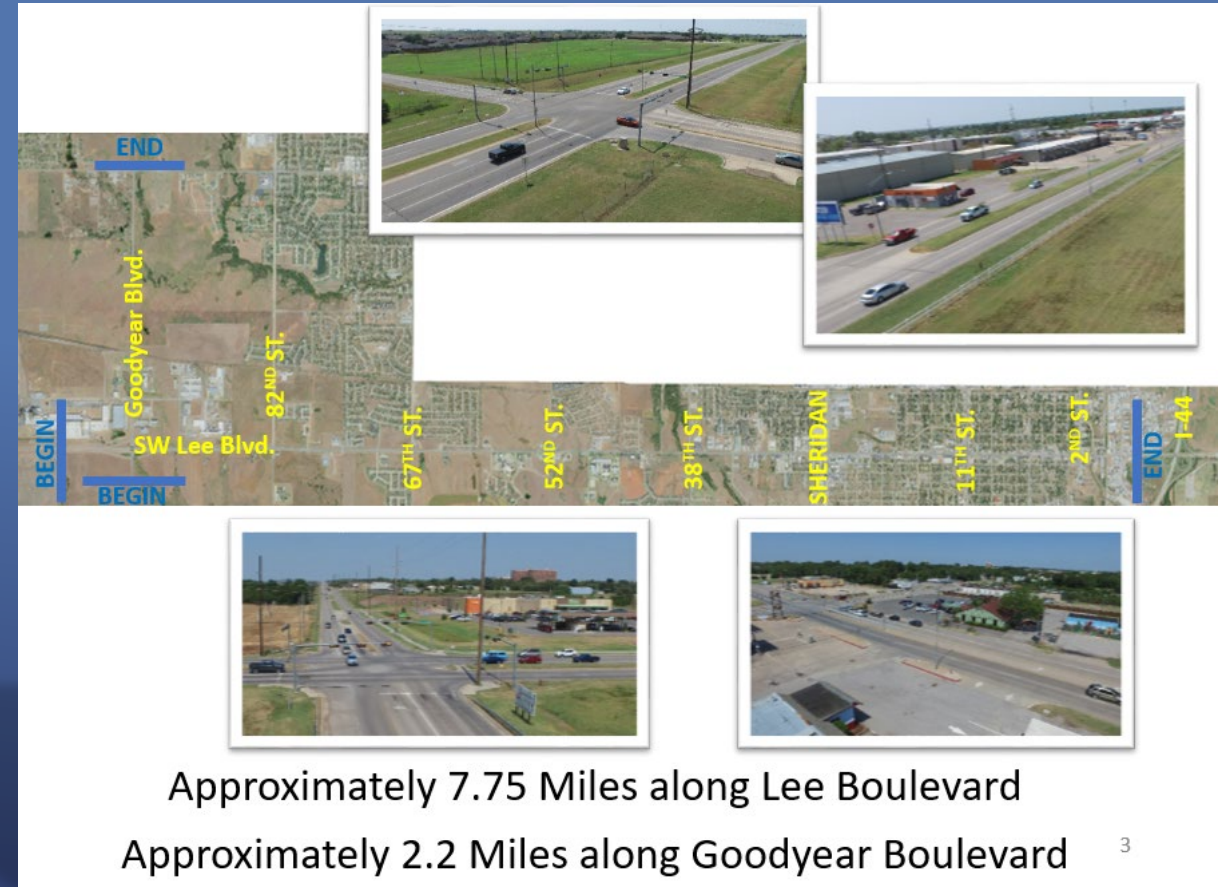 END
Goodyear Blvd.
82ND ST.
BEGIN
SW Lee Blvd.
BEGIN
67TH ST.
52ND ST.
38TH ST.
SHERIDAN
11TH ST.
2ND ST.
END
I-44
Approximately 7.75 Miles along Lee Boulevard
Approximately 2.2 Miles along Goodyear Boulevard
3